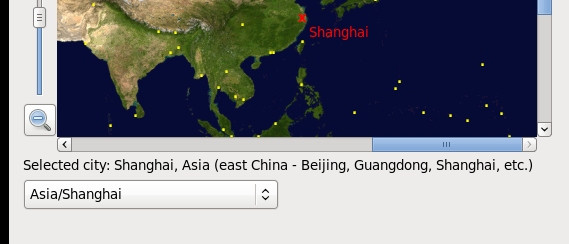 Shanghai
Selected city: Shanghai, Asia (east China - Beijing, Guangdong, Shanghai, etc.)
Asia/Shanghai